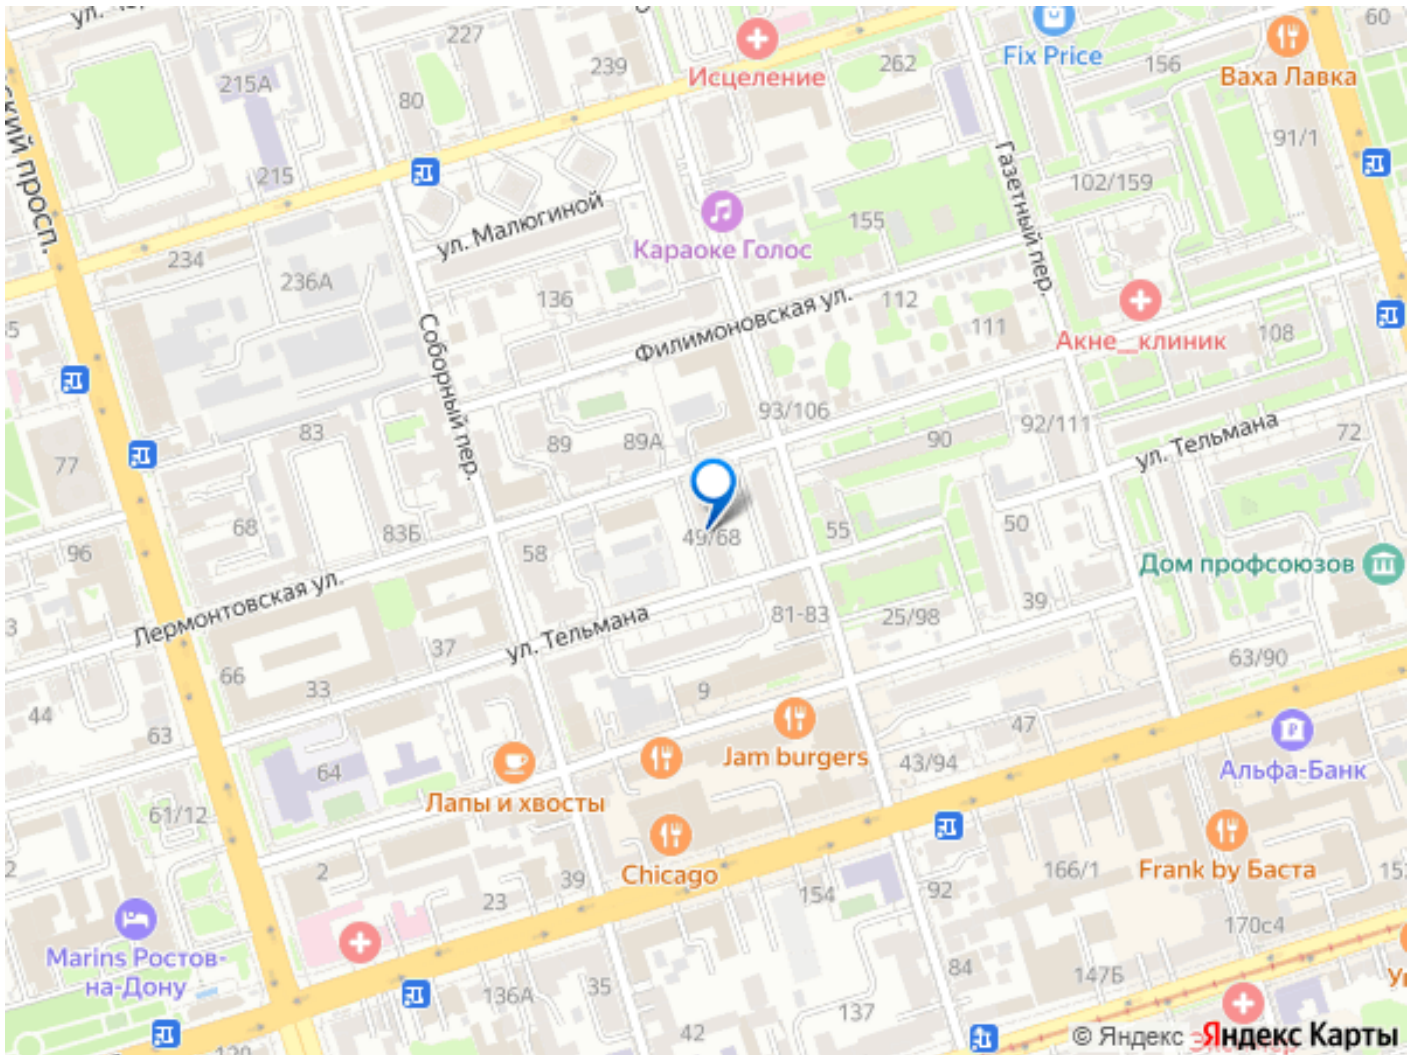 227
60
239
262
Fix Price
156
Ваха Лавка
Исцеление
215А
80
91/1
215
Газетный пер.
102/159
ул. Малюгиной
155
Караоке Голос
234
236А
136
112
111
Филимоновская ул.
Соборный пер.
Акне_клиник
108
93/106
92/111
ул. Тельмана
72
83
89
89А
90
77
68
83Б
58
49/68
55
50
96
Дом профсоюзов
Лермонтовская ул.
ул. Тельмана
81-83
25/98
39
37
66
33
9
63/90
44
63
47
Jam burgers
43/94
64
Альфа-Банк
Лапы и хвосты
61/12
Chicago
2
39
154
92
166/1
Frank by Баста
23
170с4
Marins Ростов-
на-Дону
84
147Б
136А
35
137
42
© Яндекс Яндекс Карты